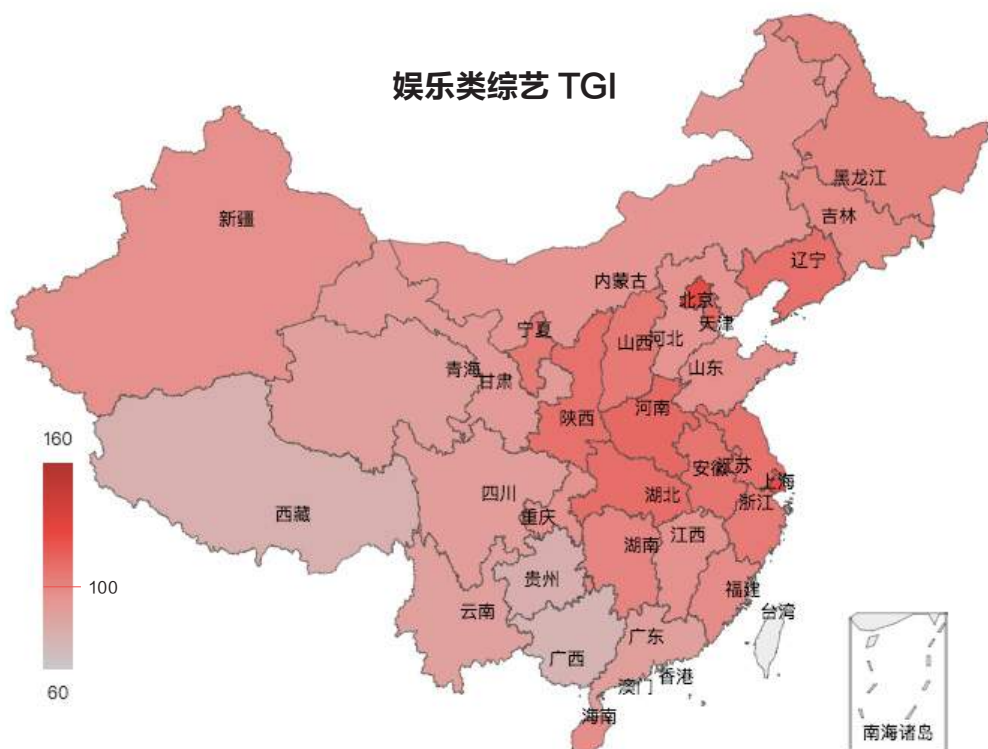 娱乐类综艺 TGI
黑龙江
吉林
新疆
辽宁
内蒙古
北京
天津
宁夏
山西
河北
青海
甘肃
山东
河南
陕西
160
安徽
江苏
上海
四川
湖北
浙江
西藏
重庆
湖南
江西
贵州
100
福建
云南
台湾
广东
广西
香港
澳门
60
海南
南海诸岛